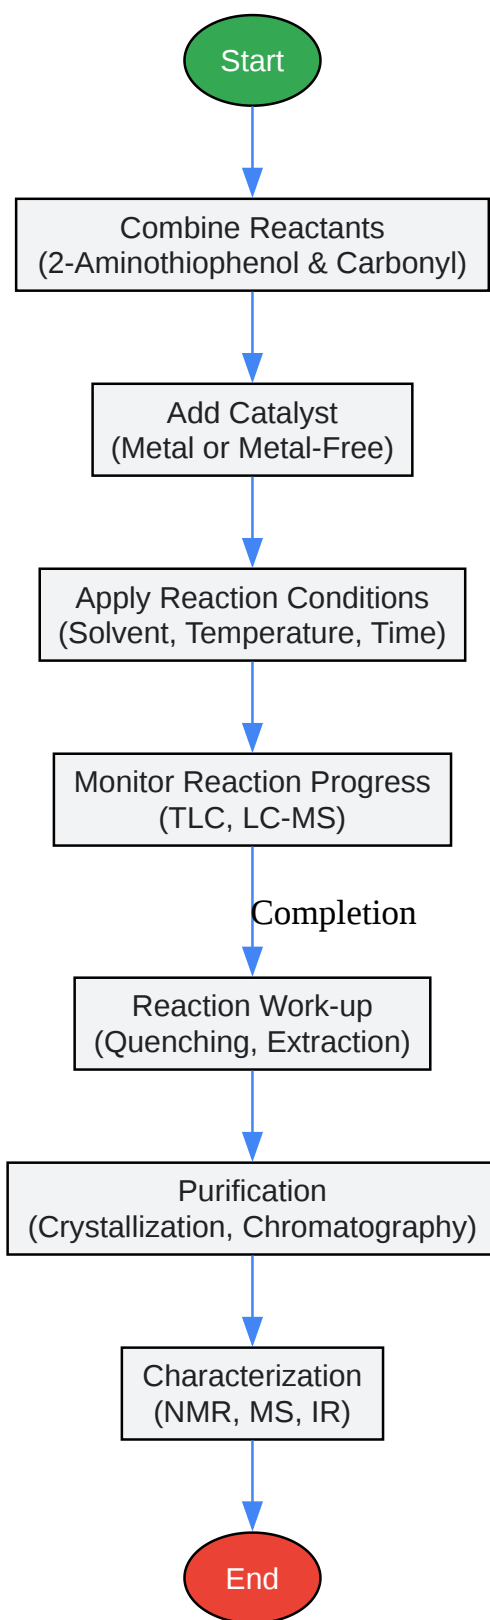 Start
Combine Reactants
(2-Aminothiophenol & Carbonyl)
Add Catalyst
(Metal or Metal-Free)
Apply Reaction Conditions
(Solvent, Temperature, Time)
Monitor Reaction Progress
(TLC, LC-MS)
Completion
Reaction Work-up
(Quenching, Extraction)
Purification
(Crystallization, Chromatography)
Characterization
(NMR, MS, IR)
End